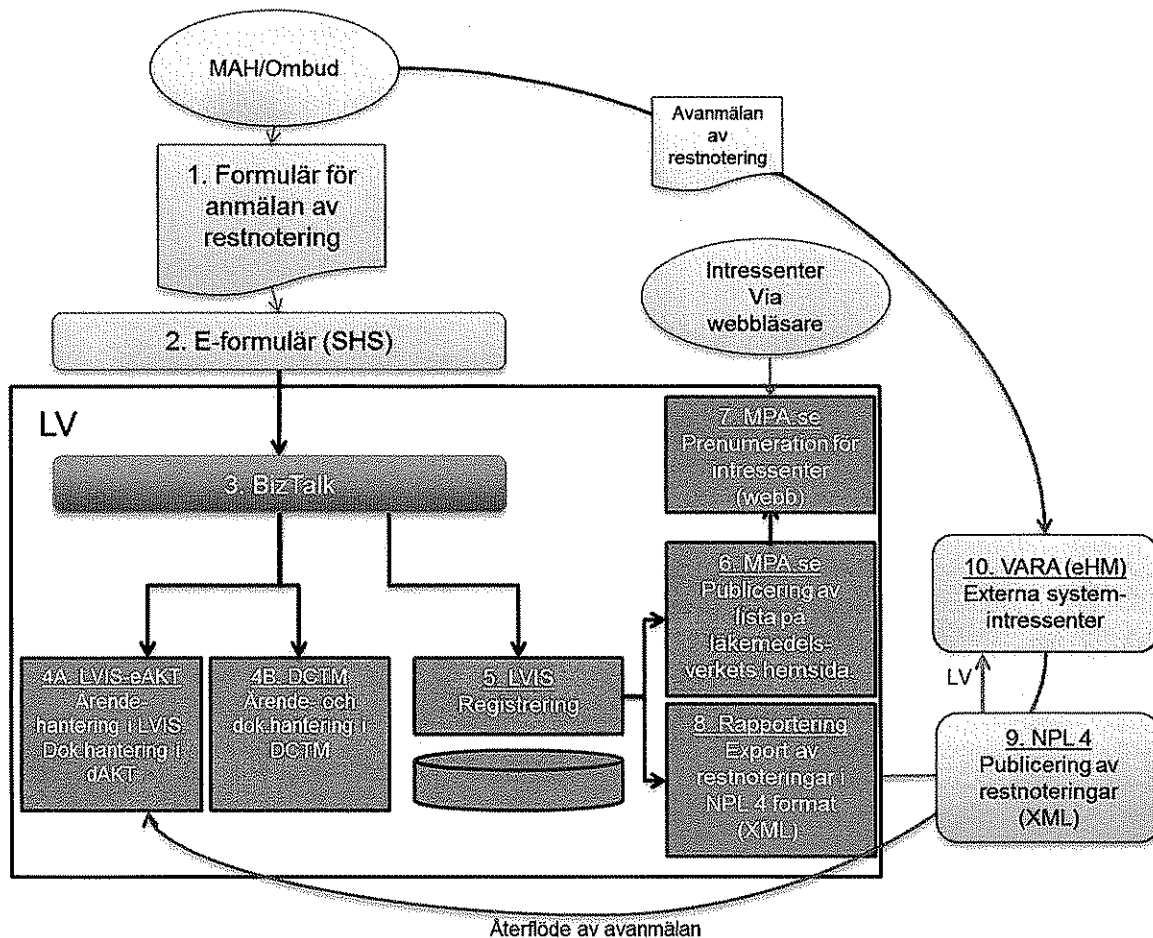 MAH/Ombud
Avanmälan
av
restnotering
1. Formulär för
anmälan av
restnotering
Intressenter
Via
webbläsare
2. E-formulär (SHS)
LV
3. BizTalk
7. MPA.se
Prenumeration för
intressenter
(webb)
6. MPA.se
Publicering av
lista på
läkemedels-
verkets hemsida
10. VARA (eHM)
Externa system-
intressenter
LV
4A. LVIS-eAKT
Ärende-
hantering i LVIS
Dok.hantering i
dAKT
4B. DCTM
Ärende- och
dok.hantering i
DCTM
5. LVIS
Registrering
8. Rapportering
Export av
restnoteringar i
NPL 4 format
(XML)
9. NPL 4
Publicering av
restnoteringar
(XML)
Återflöde av avanmälan